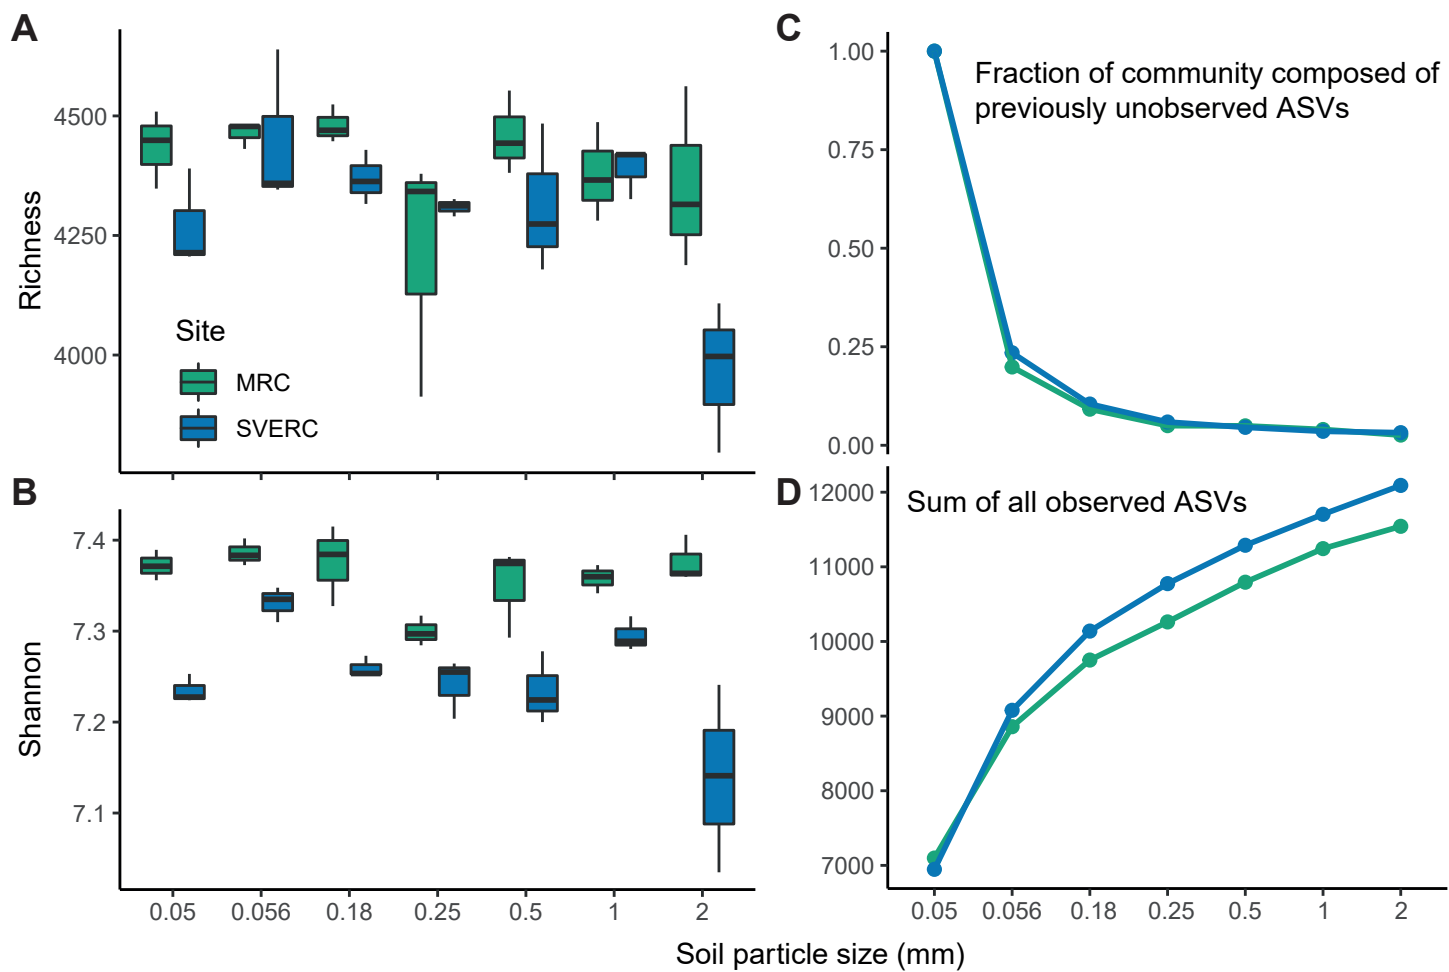 A
Richness
4500
4250
4000
Site
MRC
SVERC
B
Shannon
7.4
7.3
7.2
7.1
0.05 0.056 0.18 0.25 0.5 1 2
C
Fraction of community composed of
previously unobserved ASVs
1.00
0.75
0.50
0.25
0.00
D
Sum of all observed ASVs
12000
11000
10000
9000
8000
7000
0.05 0.056 0.18 0.25 0.5 1 2
Soil particle size (mm)